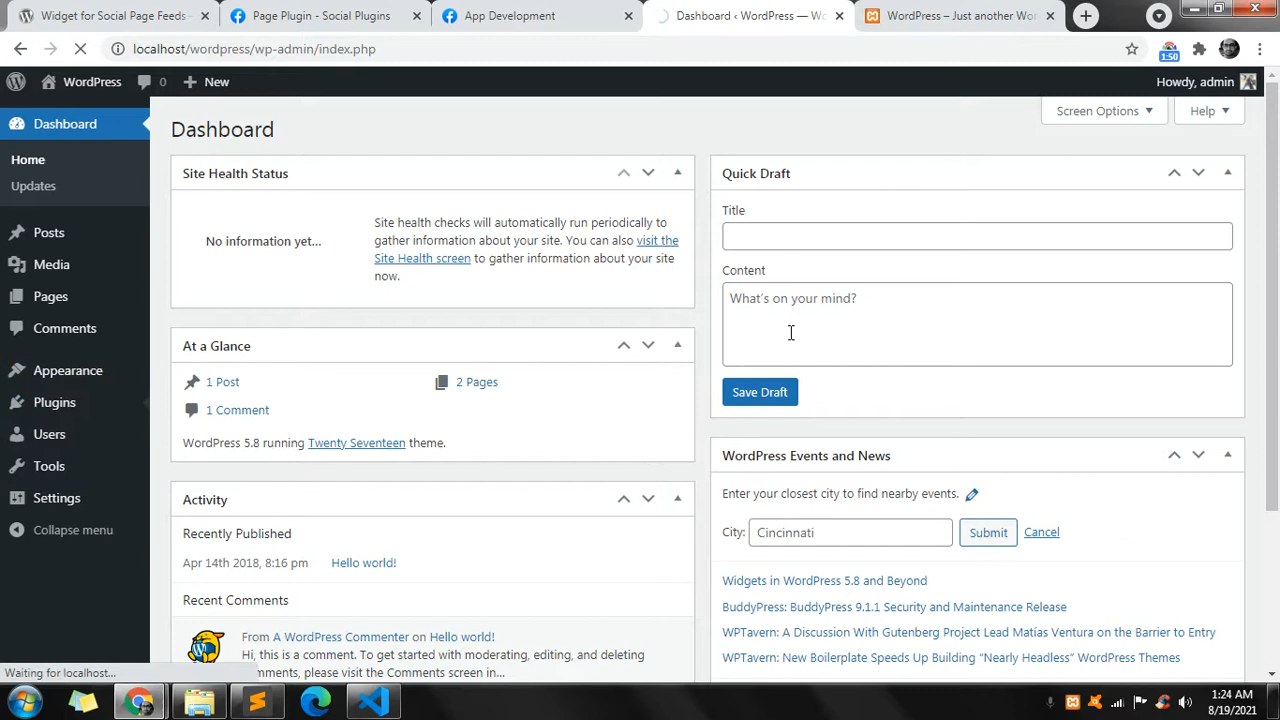 Widget for Social Page Feeds
Page Plugin - Social Plugins
App Development
Dashboard ‹ WordPress — Wo
WordPress – Just another Wor
localhost/wordpress/wp-admin/index.php
1:50
WordPress
0
New
Howdy, admin
Dashboard
Home
Updates
Posts
Media
Pages
Comments
Appearance
Plugins
Users
Tools
Settings
Collapse menu
Screen Options
Help
Dashboard
Site Health Status
No information yet...
Site health checks will automatically run periodically to
gather information about your site. You can also visit the
Site Health screen to gather information about your site
now.
At a Glance
1 Post
2 Pages
1 Comment
WordPress 5.8 running Twenty Seventeen theme.
Activity
Recently Published
Apr 14th 2018, 8:16 pm
Hello world!
Recent Comments
From A WordPress Commenter on Hello world!
Hi, this is a comment. To get started with moderating, editing, and deleting
comments, please visit the Comments screen in...
Quick Draft
Title
Content
What's on your mind?
Save Draft
WordPress Events and News
Enter your closest city to find nearby events.
City:
Cincinnati
Submit
Cancel
Widgets in WordPress 5.8 and Beyond
BuddyPress: BuddyPress 9.1.1 Security and Maintenance Release
WPTavern: A Discussion With Gutenberg Project Lead Matías Ventura on the Barrier to Entry
WPTavern: New Boilerplate Speeds Up Building “Nearly Headless” WordPress Themes
Waiting for localhost...
1:24 AM
8/19/2021